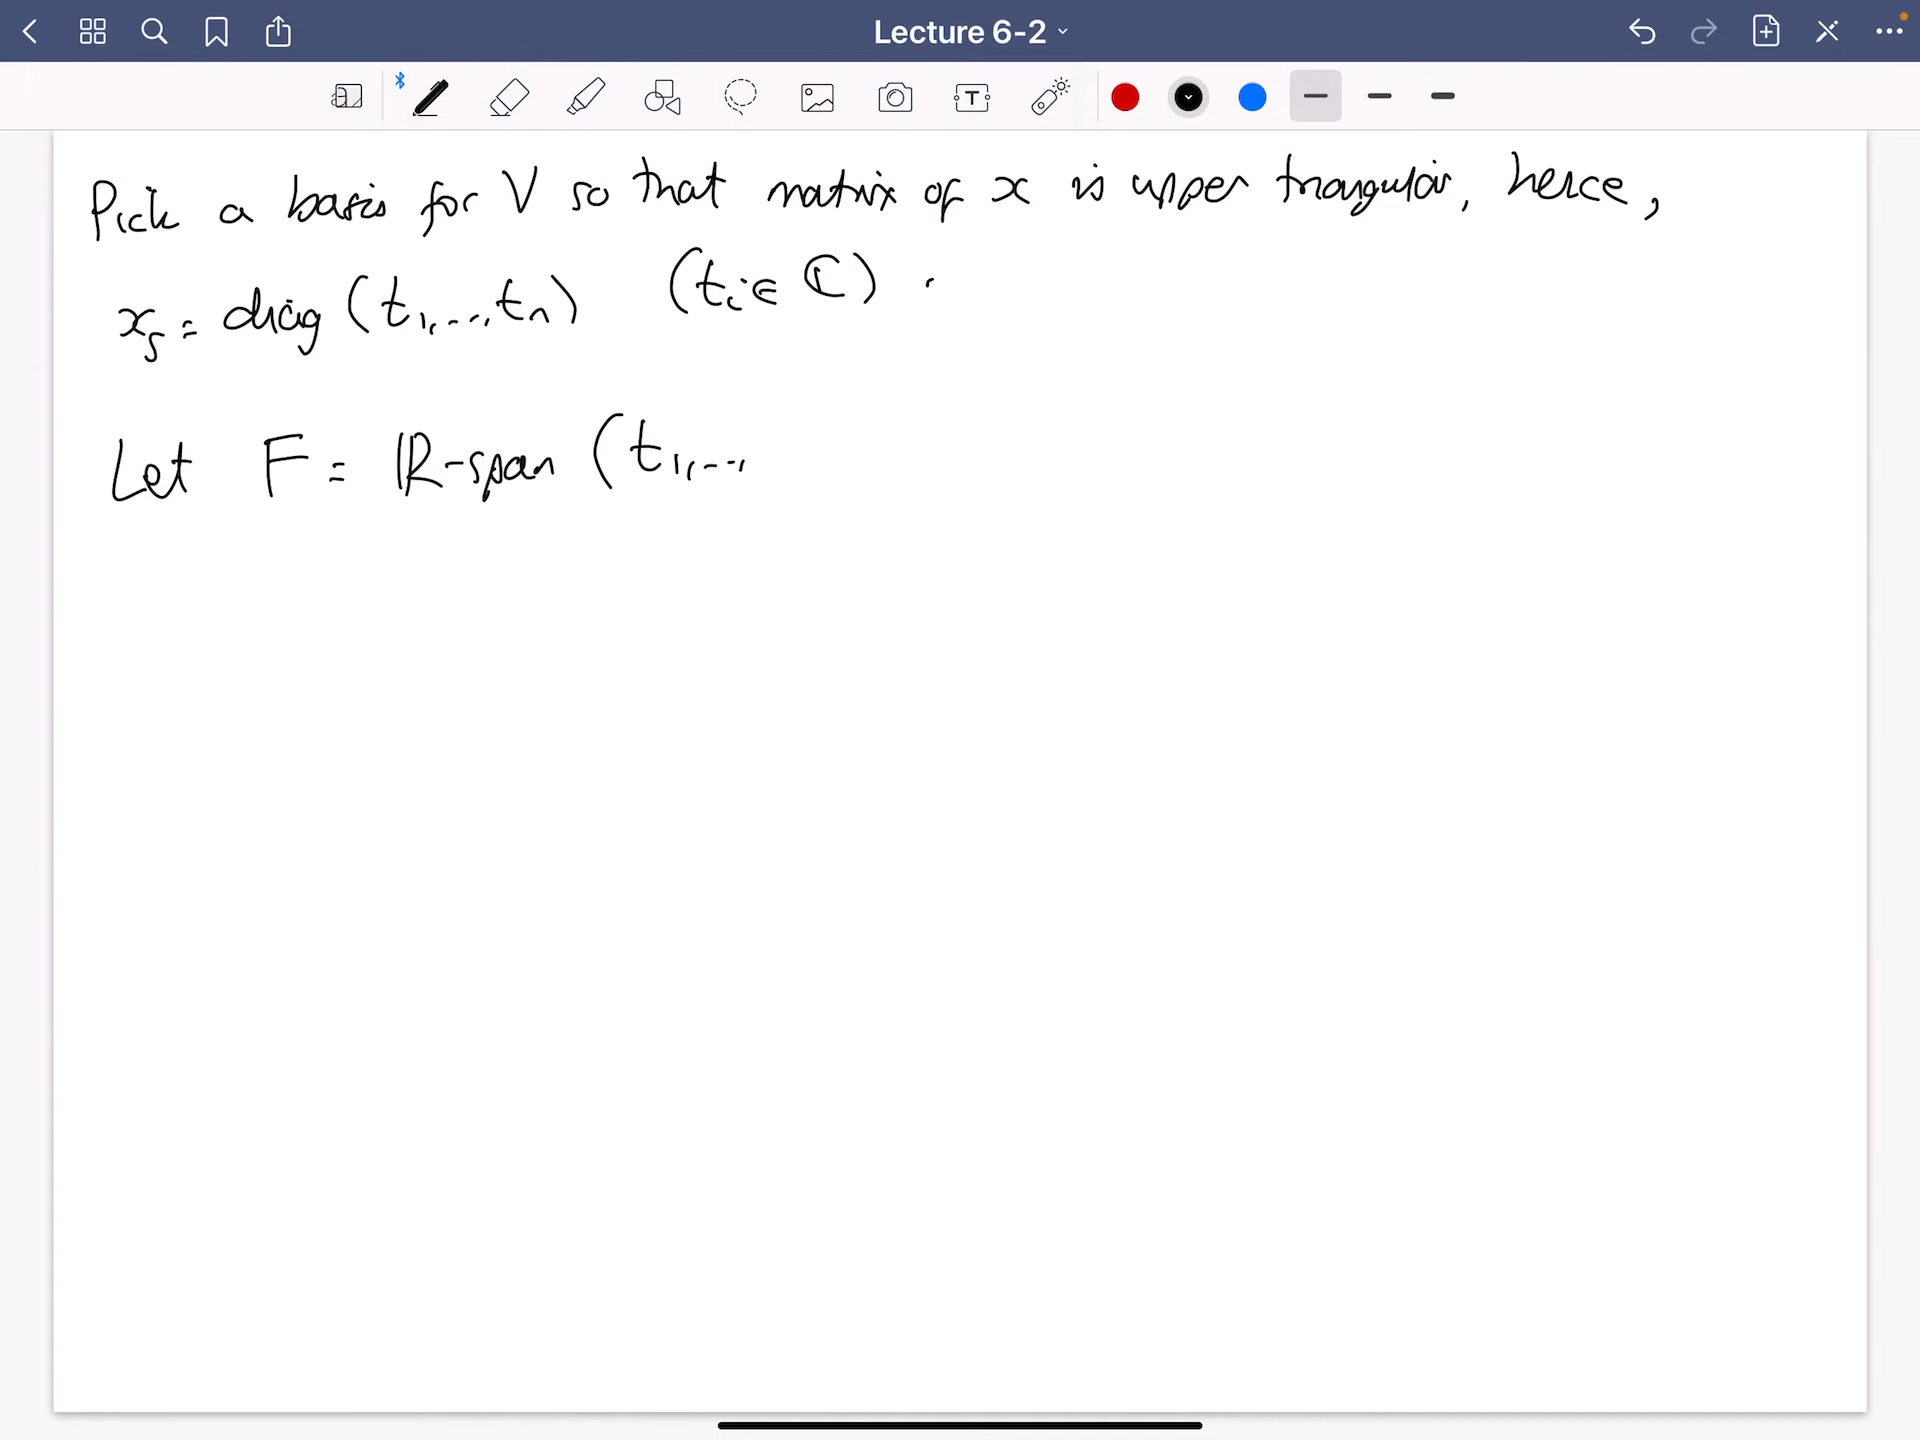 Lecture 6-2
Pick a basis for V so that matrix of x is upper triangular, hence,
x_s = diag (t_1,...,t_n) (t_i ∈ ℂ) .
Let F = ℝ-span (t_1,...,